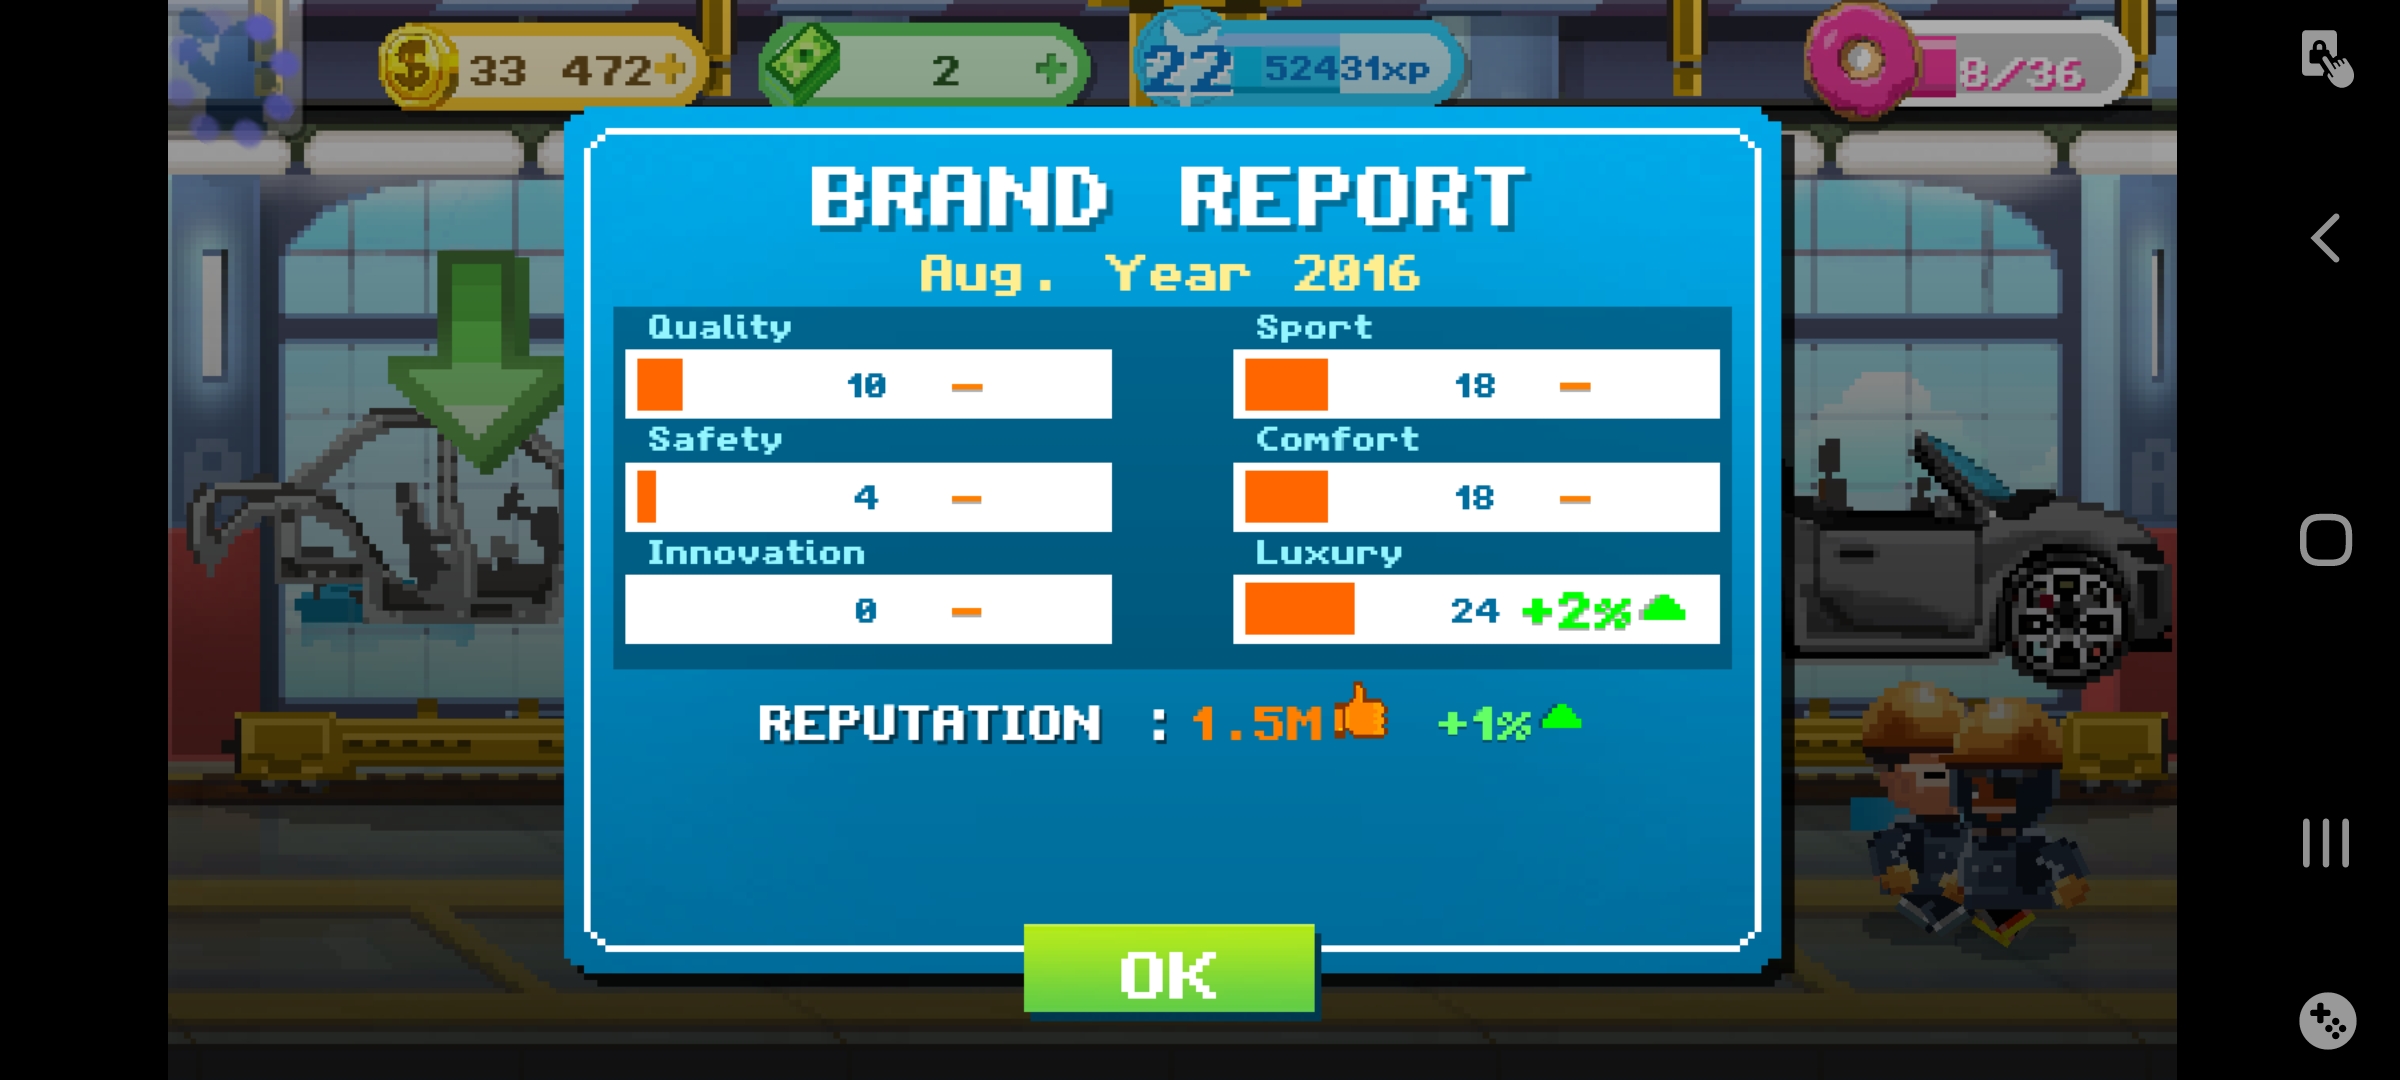 33 472+
2 +
22 52431xp
8/36
BRAND REPORT
Aug. Year 2016
Quality Sport
10 – 18 –
Safety Comfort
4 – 18 –
Innovation Luxury
0 – 24 +2%
REPUTATION : 1.5M +1%
OK